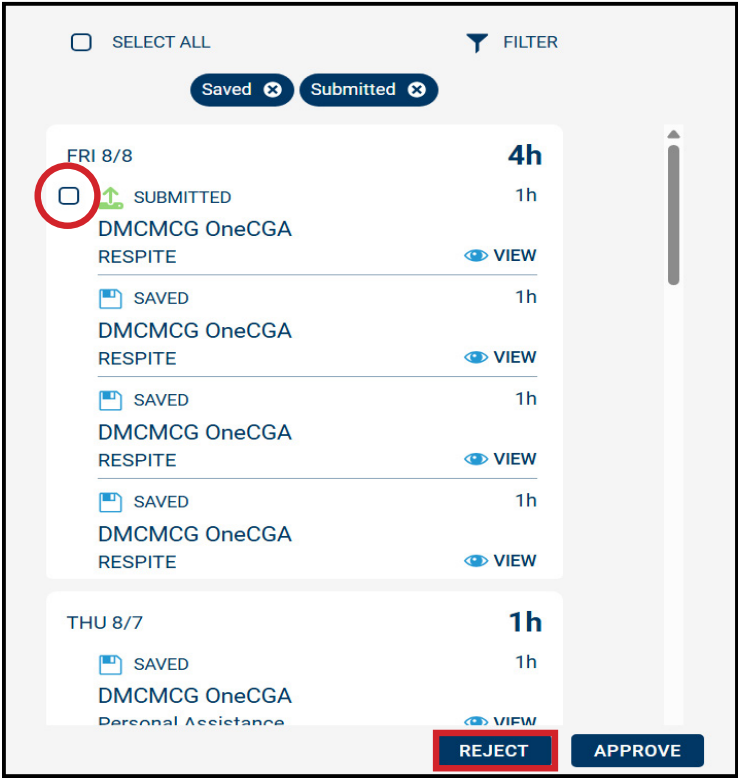 SELECT ALL FILTER
Saved Submitted
FRI 8/8 4h
SUBMITTED 1h
DMCMCG OneCGA
RESPITE VIEW
SAVED 1h
DMCMCG OneCGA
RESPITE VIEW
SAVED 1h
DMCMCG OneCGA
RESPITE VIEW
SAVED 1h
DMCMCG OneCGA
RESPITE VIEW
THU 8/7 1h
SAVED 1h
DMCMCG OneCGA
Personal Assistance VIEW
REJECT APPROVE